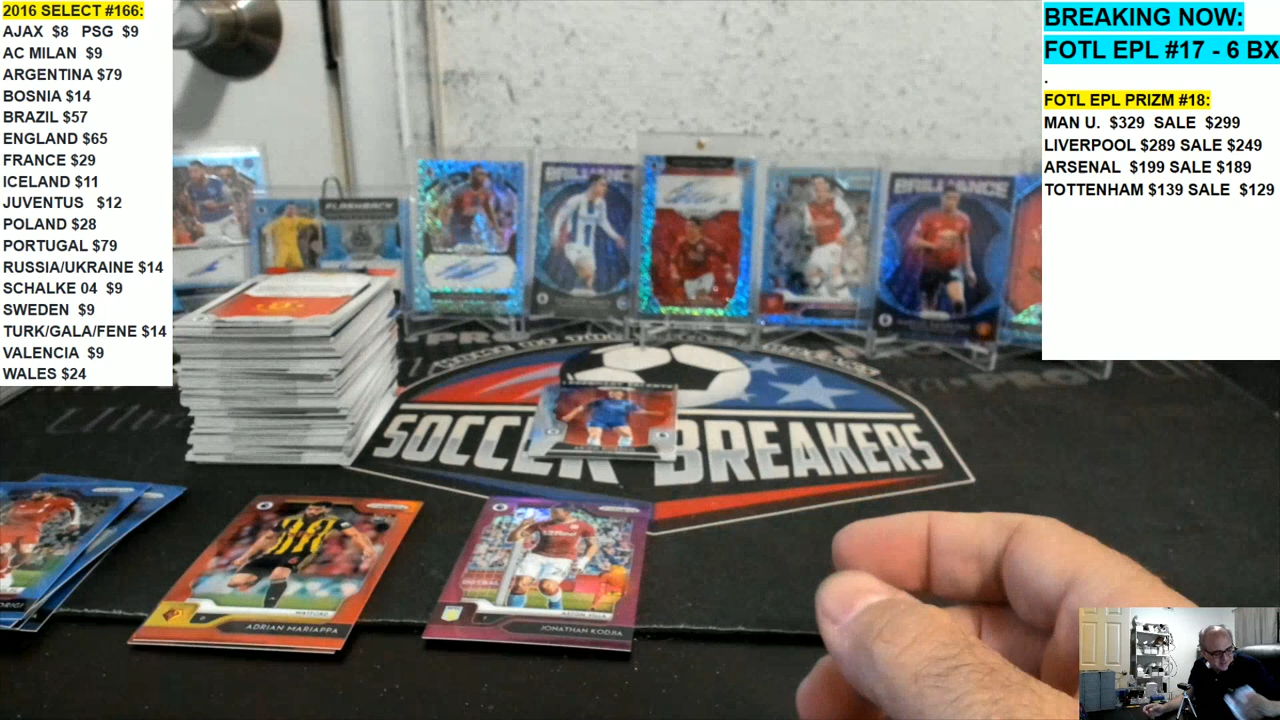 2016 SELECT #166:
AJAX $8 PSG $9
AC MILAN $9
ARGENTINA $79
BOSNIA $14
BRAZIL $57
ENGLAND $65
FRANCE $29
ICELAND $11
JUVENTUS $12
POLAND $28
PORTUGAL $79
RUSSIA/UKRAINE $14
SCHALKE 04 $9
SWEDEN $9
TURK/GALA/FENE $14
VALENCIA $9
WALES $24
BREAKING NOW:
FOTL EPL #17 - 6 BX
.
FOTL EPL PRIZM #18:
MAN U. $329 SALE $299
LIVERPOOL $289 SALE $249
ARSENAL $199 SALE $189
TOTTENHAM $139 SALE $129
FLASHBACK
BRILLIANCE
BRILLIANCE
SOCCER BREAKERS
WATFORD
ADRIAN MARIAPPA
ASTON VILLA
JONATHAN KODJIA